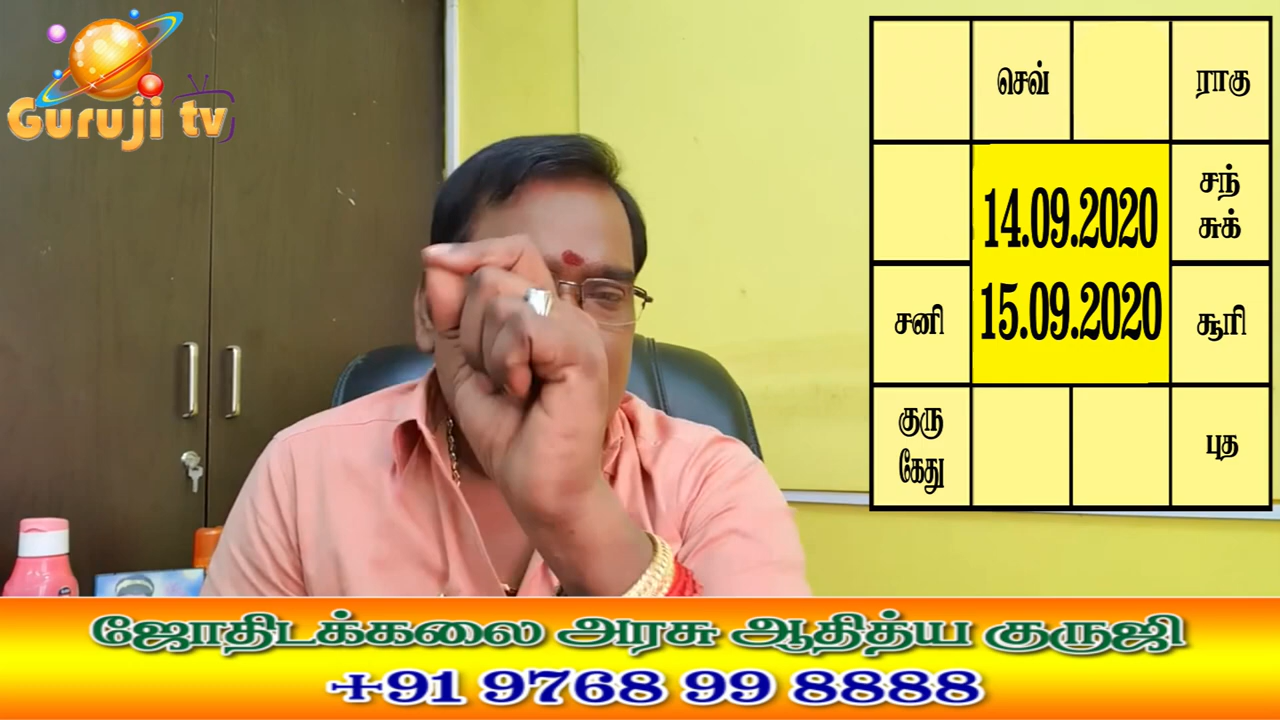 Guruji tv
செவ்
ராகு
14.09.2020
15.09.2020
சந்
சுக்
சனி
சூரி
குரு
கேது
புத
ஜோதிடக்கலை அரசு ஆதித்ய குருஜி
+91 9768 99 8888